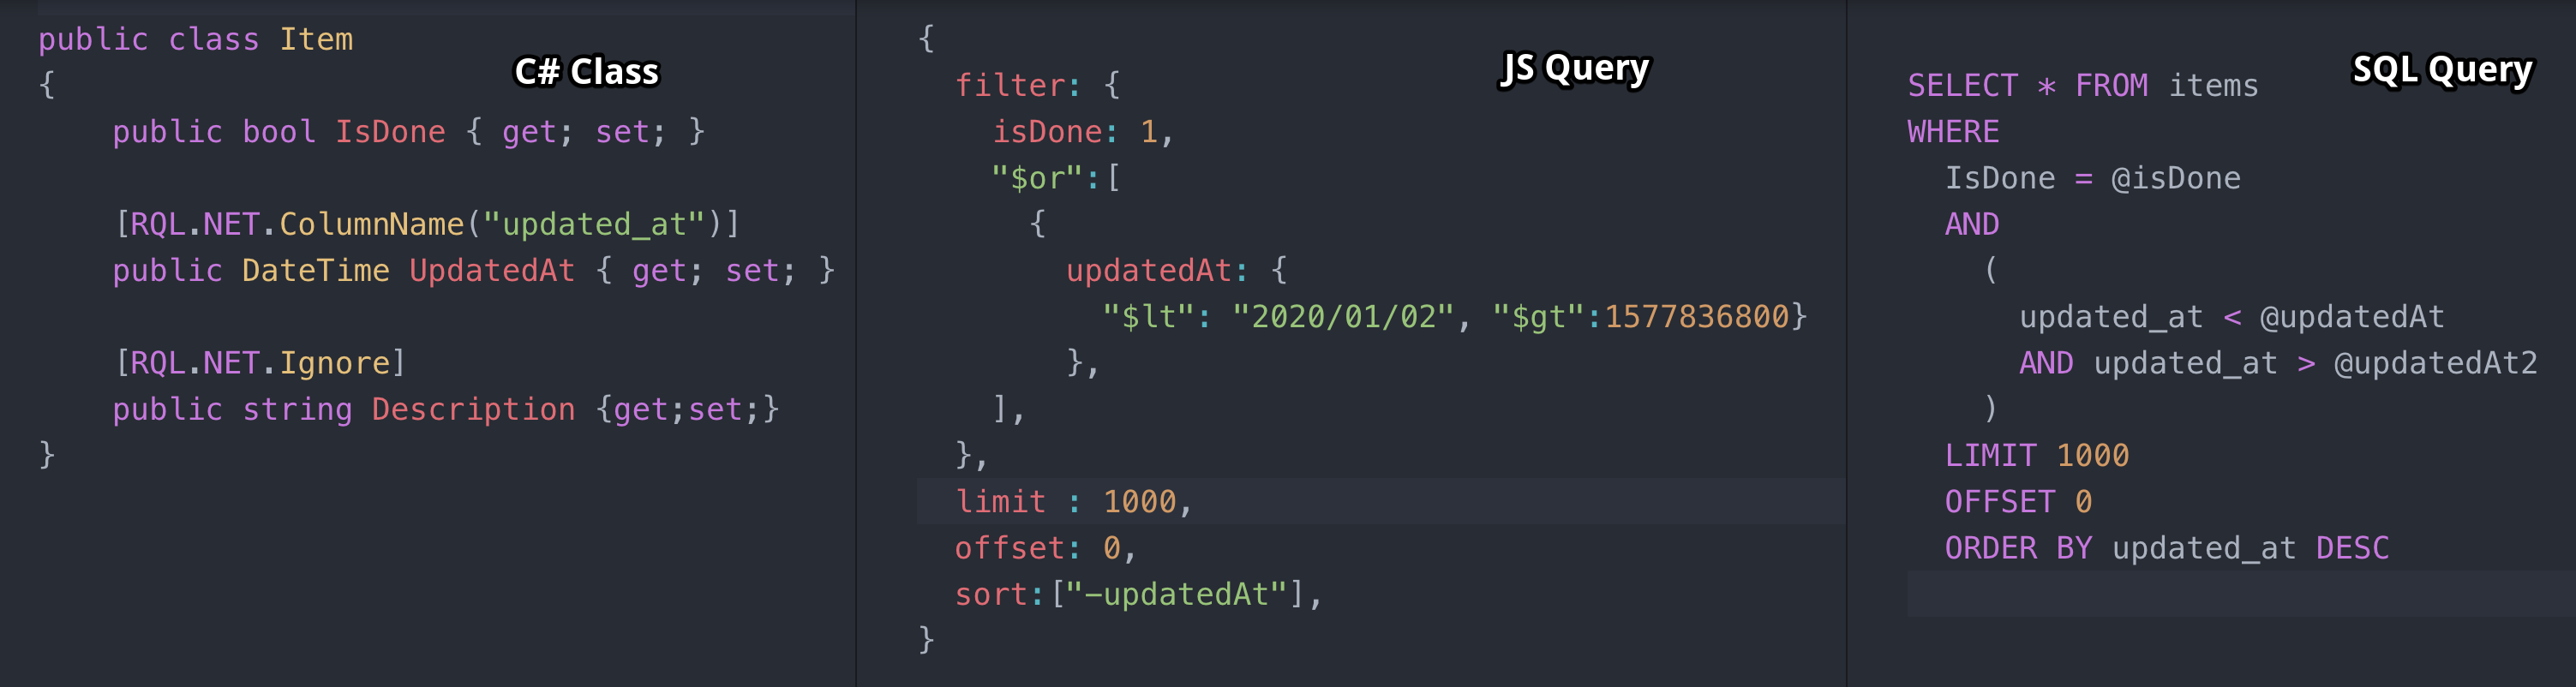 C# Class
public class Item
{
    public bool IsDone { get; set; }

    [RQL.NET.ColumnName("updated_at")]
    public DateTime UpdatedAt { get; set; }

    [RQL.NET.Ignore]
    public string Description {get;set;}
}
JS Query
{
  filter: {
    isDone: 1,
    "$or":[
      {
        updatedAt: {
          "$lt": "2020/01/02", "$gt":1577836800}
        },
    ],
  },
  limit : 1000,
  offset: 0,
  sort:["-updatedAt"],
}
SQL Query
SELECT * FROM items
WHERE
  IsDone = @isDone
  AND
    (
      updated_at < @updatedAt
      AND updated_at > @updatedAt2
    )
  LIMIT 1000
  OFFSET 0
  ORDER BY updated_at DESC